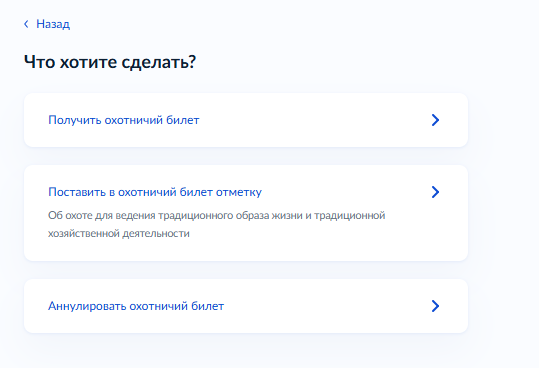 Назад
Что хотите сделать?
Получить охотничий билет
Поставить в охотничий билет отметку
Об охоте для ведения традиционного образа жизни и традиционной
хозяйственной деятельности
Аннулировать охотничий билет